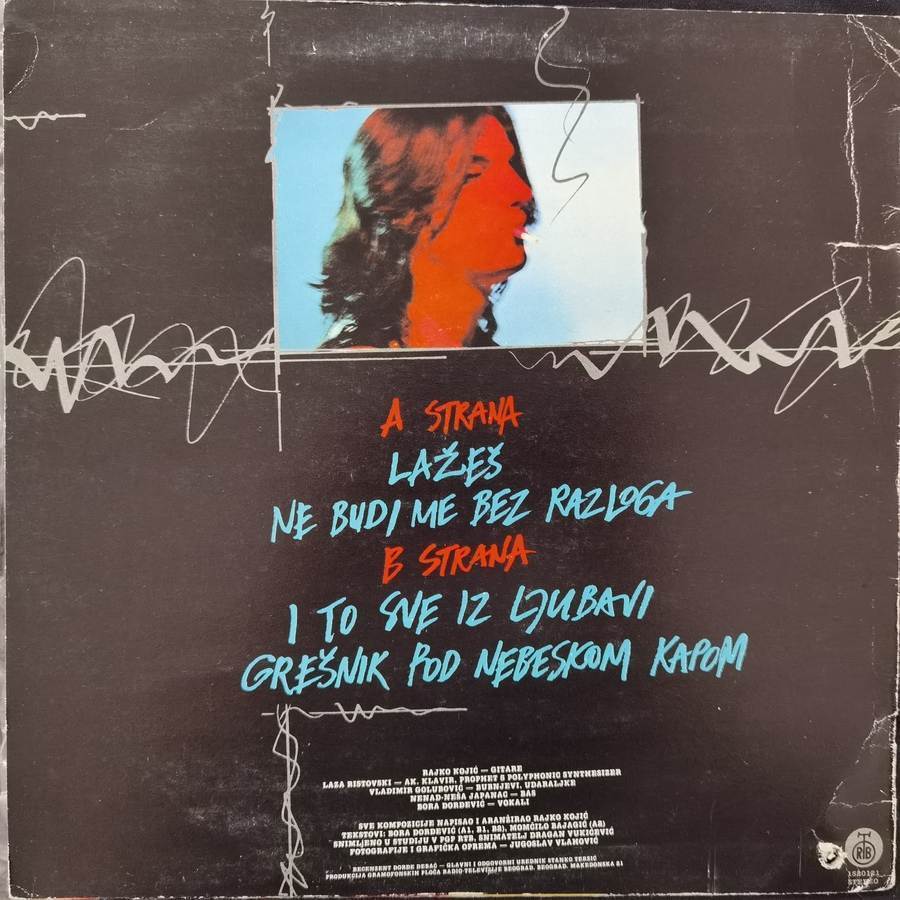 A STRANA
LAŽEŠ
NE BUDI ME BEZ RAZLOGA
B STRANA
I TO SVE IZ LJUBAVI
GREŠNIK POD NEBESKOM KAPOM
RAJKO KOJIĆ — GITARE
LAZA RISTOVSKI — AK. KLAVIR, PROPHET 5 POLYPHONIC SYNTHESIZER
VLADIMIR GOLUBOVIĆ — BUBNJEVI, UDARALJKE
NENAD-NEŠA JAPANAC — BAS
BORA ĐORĐEVIĆ — VOKALI
SVE KOMPOZICIJE NAPISAO I ARANŽIRAO RAJKO KOJIĆ
TEKSTOVI: BORA ĐORĐEVIĆ (A1, B1, B2), MOMČILO BAJAGIĆ (A2)
SNIMLJENO U STUDIJU V PGP RTB, SNIMATELJ DRAGAN VUKIĆEVIĆ
FOTOGRAFIJE I GRAFIČKA OPREMA — JUGOSLAV VLAHOVIĆ
RECENZENT ĐORĐE DEBAČ — GLAVNI I ODGOVORNI UREDNIK STANKO TERZIĆ
PRODUKCIJA GRAMOFONSKIH PLOČA RADIO-TELEVIZIJE BEOGRAD, BEOGRAD, MAKEDONSKA 21
RTB
STEREO